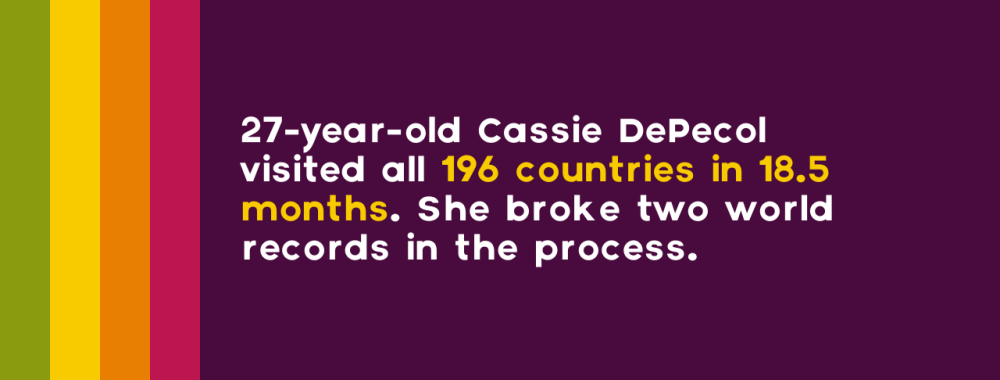 27-year-old Cassie DePecol
visited all 196 countries in 18.5
months. She broke two world
records in the process.